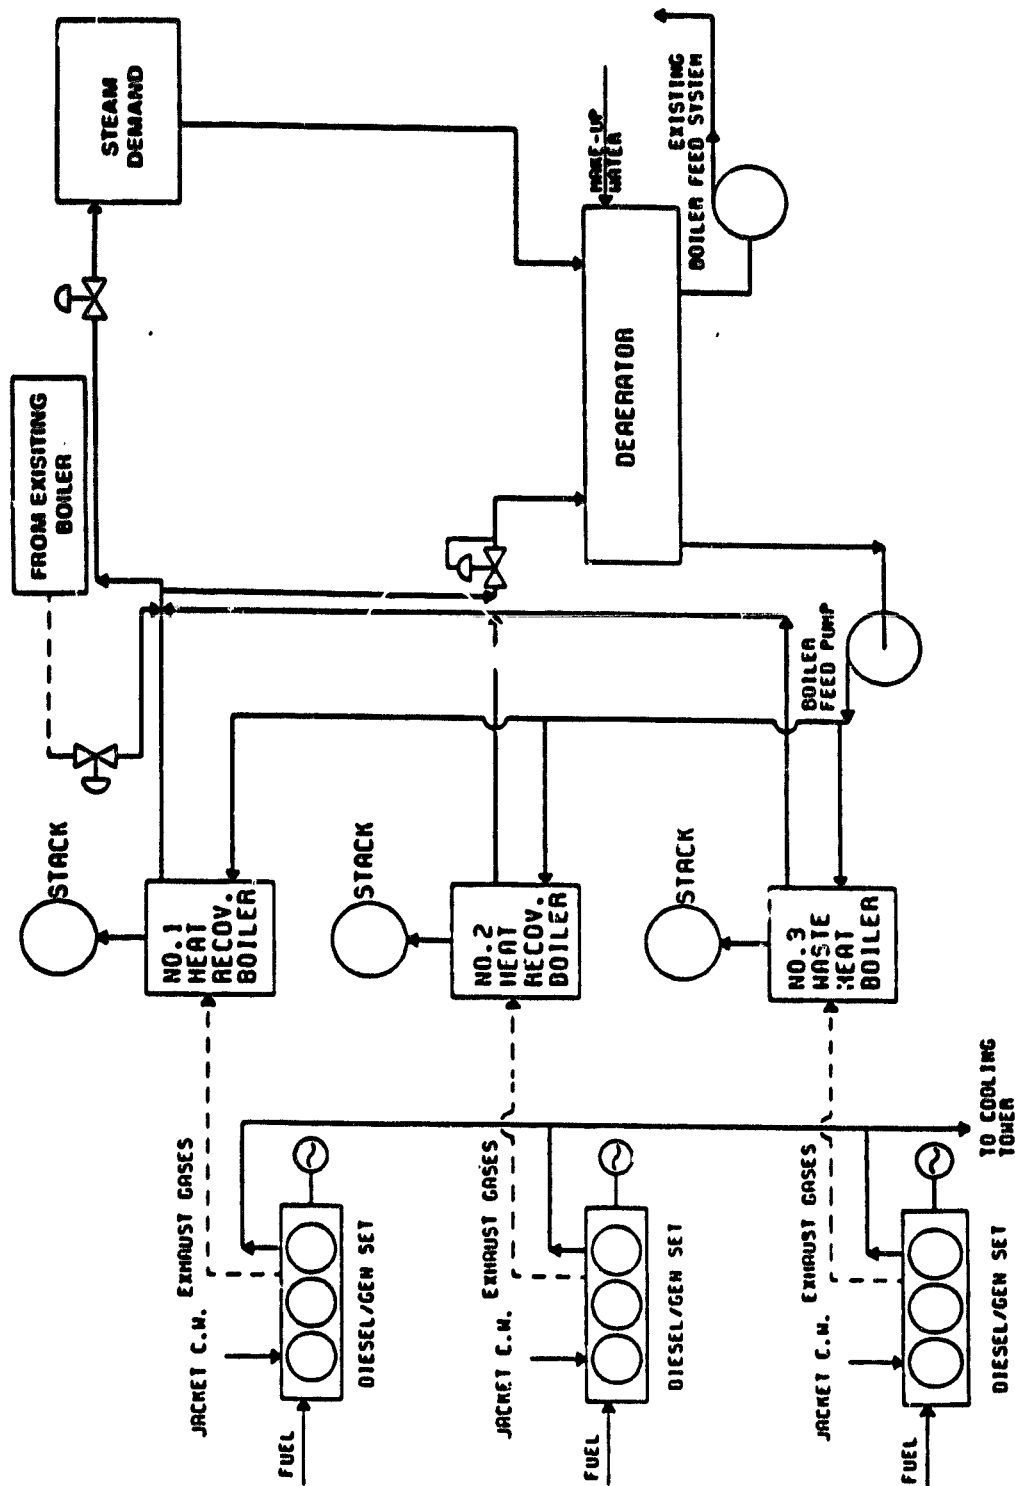 FUEL
JACKET C.W.
EXHAUST GASES
DIESEL/GEN SET
NO.1
HEAT
RECOV.
BOILER
STACK
FROM EXISITING
BOILER
STEAM
DEMAND
FUEL
JACKET C.W.
EXHAUST GASES
DIESEL/GEN SET
NO.2
HEAT
RECOV.
BOILER
STACK
DEAERATOR
MAKE-UP
WATER
EXISTING
BOILER FEED SYSTEM
FUEL
JACKET C.W.
EXHAUST GASES
DIESEL/GEN SET
TO COOLING
TOWER
NO.3
WASTE
HEAT
BOILER
STACK
BOILER
FEED PUMP